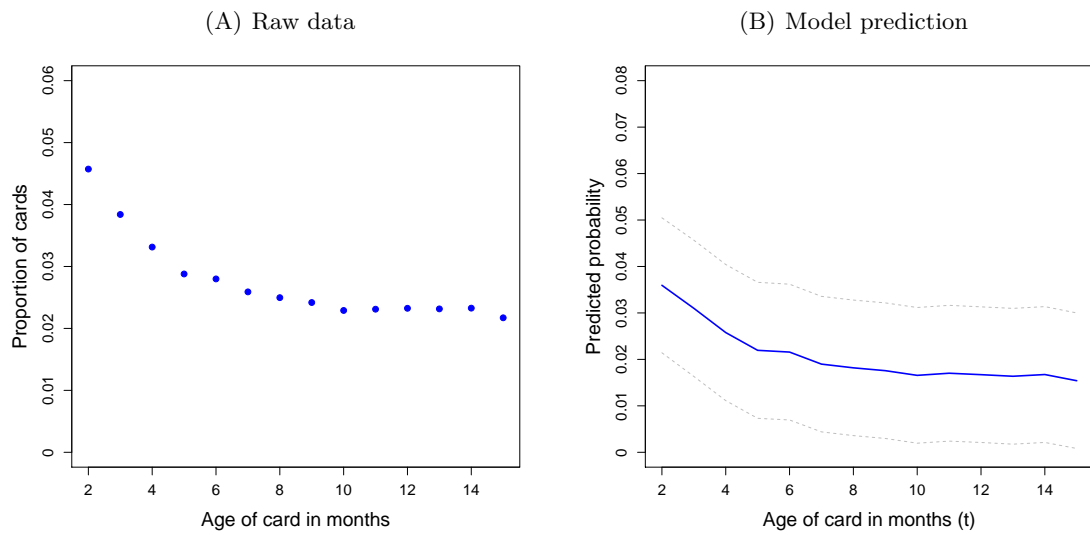 (A) Raw data
0.06
0.05
0.04
0.03
0.02
0.01
0
Proportion of cards
2 4 6 8 10 12 14
Age of card in months
(B) Model prediction
0.08
0.07
0.06
0.05
0.04
0.03
0.02
0.01
0
Predicted probability
2 4 6 8 10 12 14
Age of card in months (t)